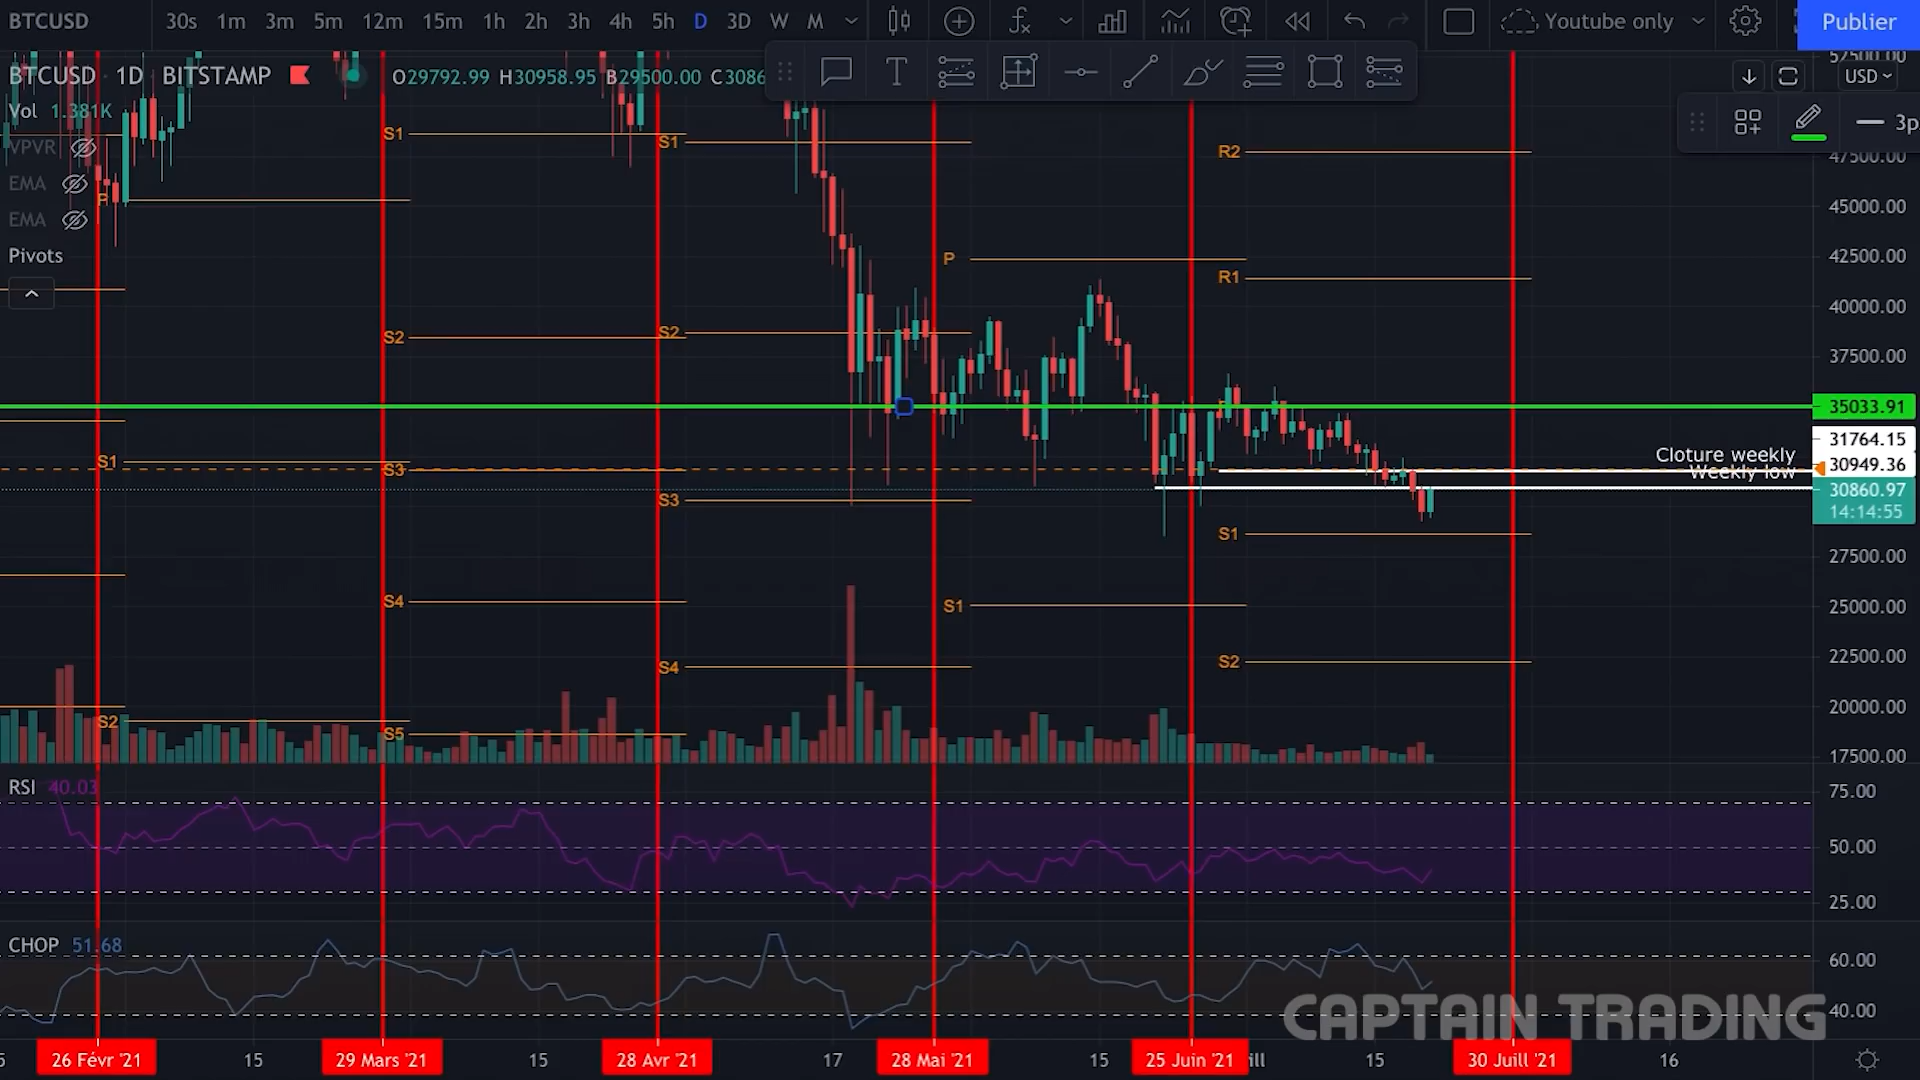 BTCUSD 30s 1m 3m 5m 12m 15m 1h 2h 3h 4h 5h D 3D W M Youtube only Publier
BTCUSD 1D BITSTAMP O29792.99 H30958.95 B29500.00 C3086
USD
Vol 1.381K
3p
VPVR
EMA
EMA
Pivots
57500.00
47500.00
45000.00
42500.00
40000.00
37500.00
35033.91
31764.15
30949.36
30860.97
14:14:55
27500.00
25000.00
22500.00
20000.00
17500.00
S1
S1
R2
P
P
R1
S2
S2
Cloture weekly
Weekly low
S1
S3
S3
S1
S4
S1
S4
S2
S2
S5
RSI 40.03
75.00
50.00
25.00
CHOP 51.68
60.00
40.00
CAPTAIN TRADING
26 Févr '21 15 29 Mars '21 15 28 Avr '21 17 28 Mai '21 15 25 Juin '21 ill 15 30 Juill '21 16